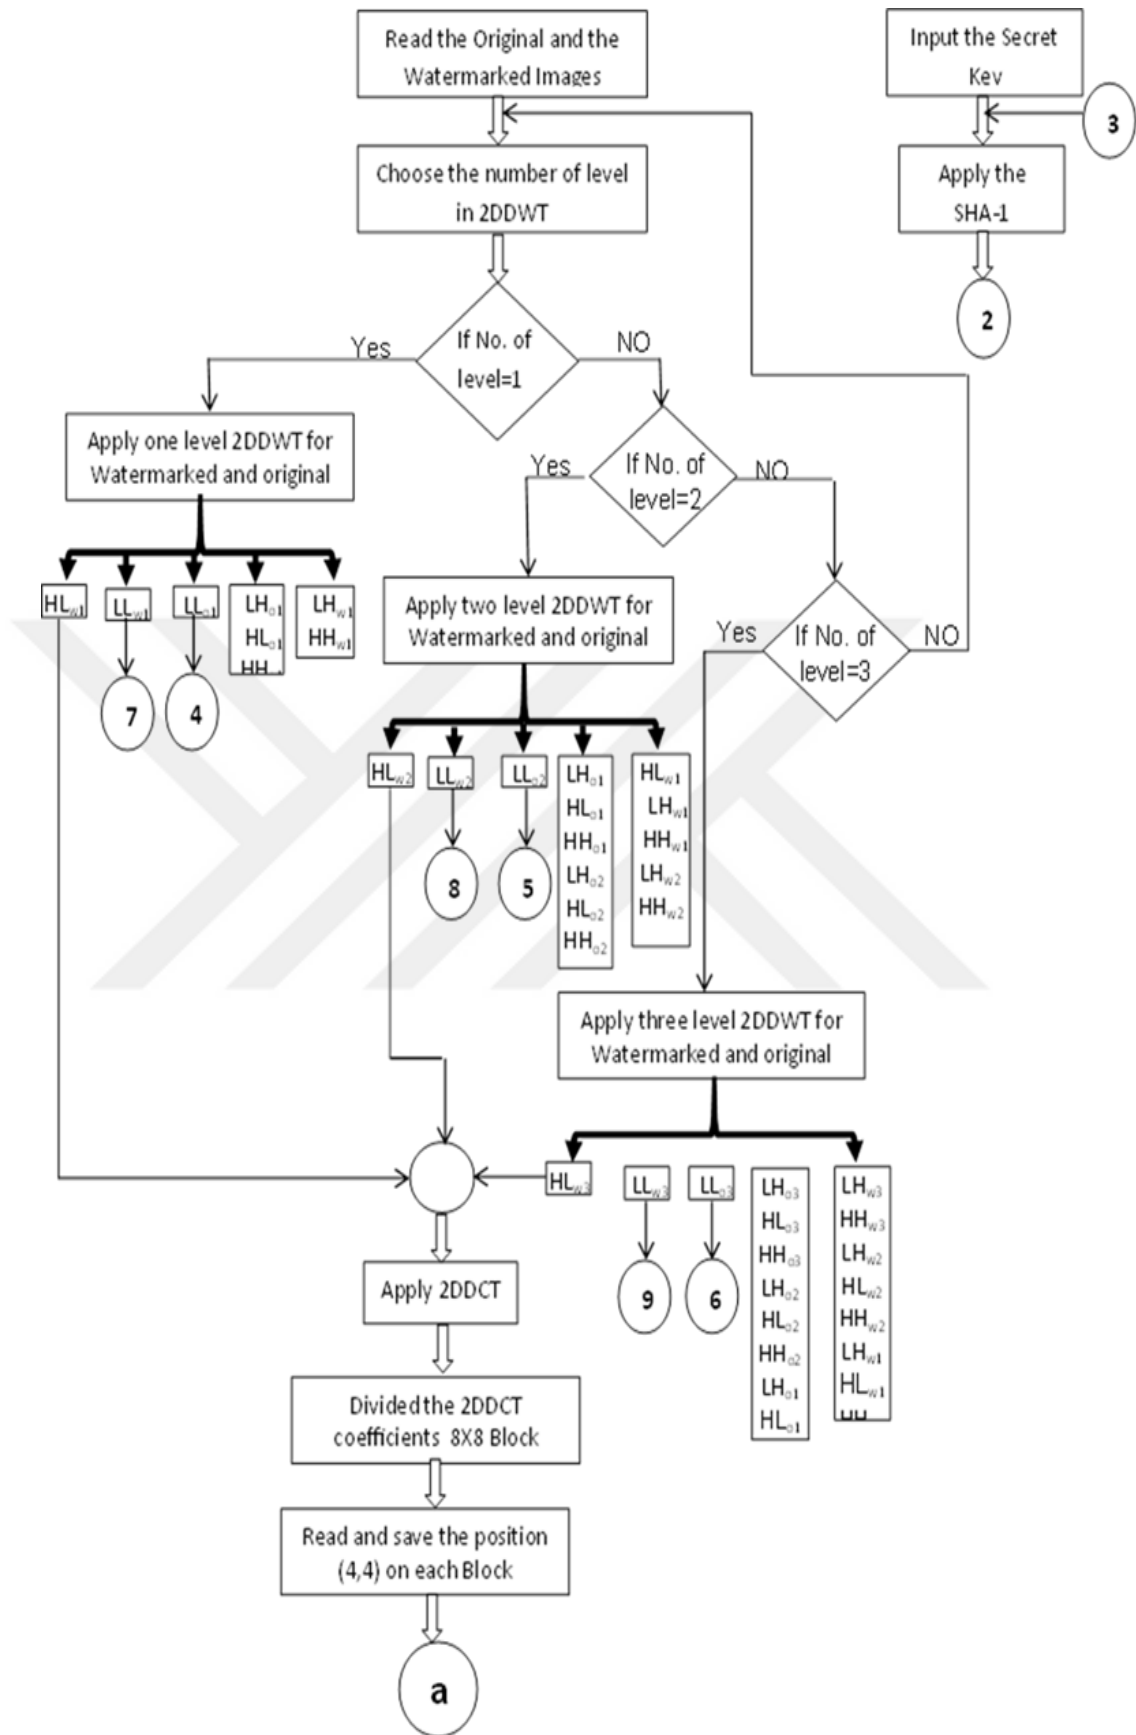 Read the Original and the
Watermarked Images
Input the Secret
Key
3
Choose the number of level
in 2DDWT
Apply the
SHA-1
2
If No. of
level=1
Yes
NO
Apply one level 2DDWT for
Watermarked and original
If No. of
level=2
Yes
NO
HLw1
LLw1
LLo1
LHo1
HLo1
LHw1
HHw1
7
4
Apply two level 2DDWT for
Watermarked and original
If No. of
level=3
Yes
NO
HLw2
LLw2
LLo2
LHo1
HLo1
HHo1
LHo2
HLo2
HHo2
HLw1
LHw1
HHw1
LHw2
HHw2
8
5
Apply three level 2DDWT for
Watermarked and original
HLw3
LLw3
LLo3
LHo3
HLo3
HHo3
LHo2
HLo2
HHo2
LHo1
HLo1
LHw3
HHw3
LHw2
HLw2
HHw2
LHw1
HLw1
9
6
Apply 2DDCT
Divided the 2DDCT
coefficients 8X8 Block
Read and save the position
(4,4) on each Block
a